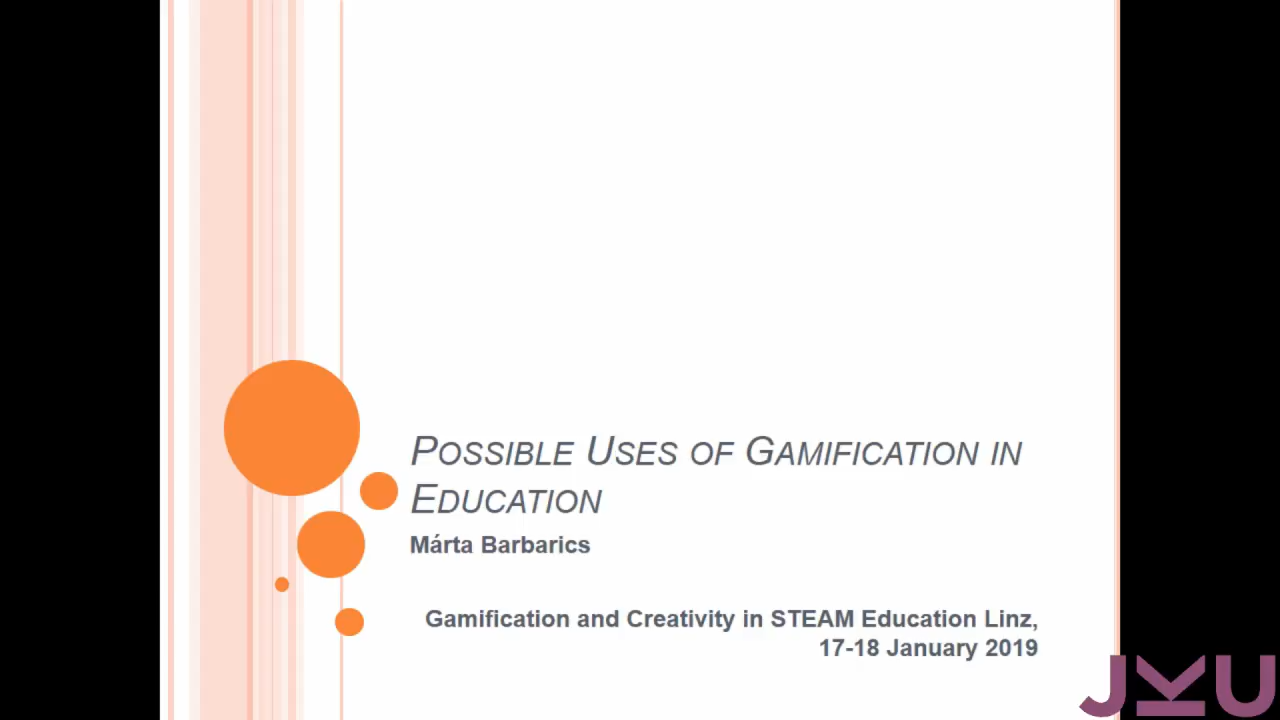 Possible Uses of Gamification in
Education
Márta Barbarics
Gamification and Creativity in STEAM Education Linz,
17-18 January 2019
JKU